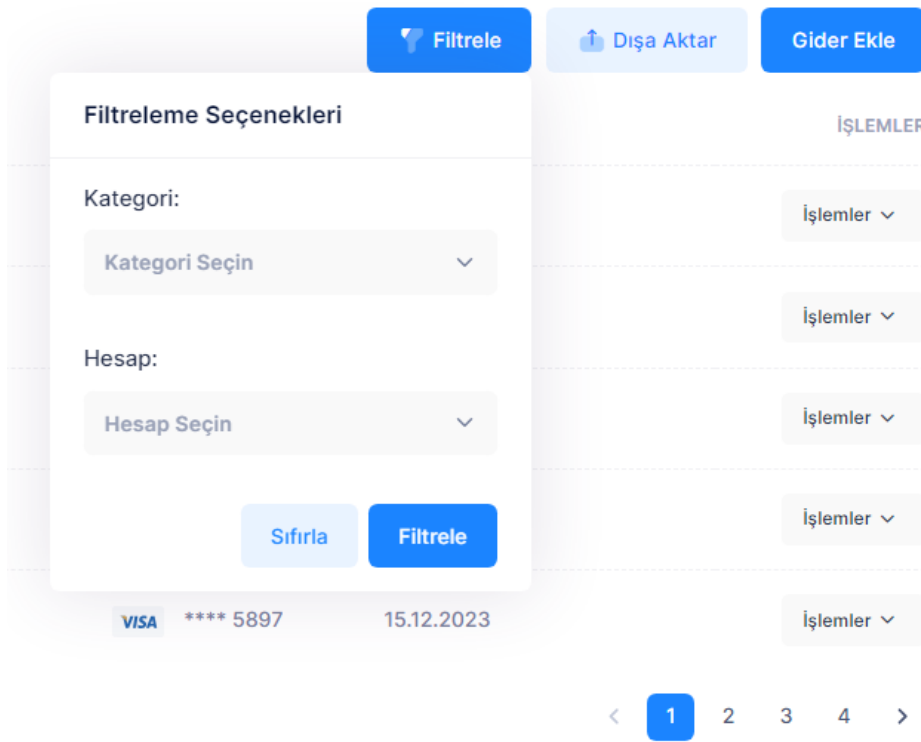 Filtrele
Dışa Aktar
Gider Ekle
Filtreleme Seçenekleri
İŞLEMLER
Kategori:
Kategori Seçin
İşlemler
İşlemler
Hesap:
Hesap Seçin
İşlemler
Sıfırla
Filtrele
İşlemler
VISA **** 5897 15.12.2023 İşlemler
1 2 3 4